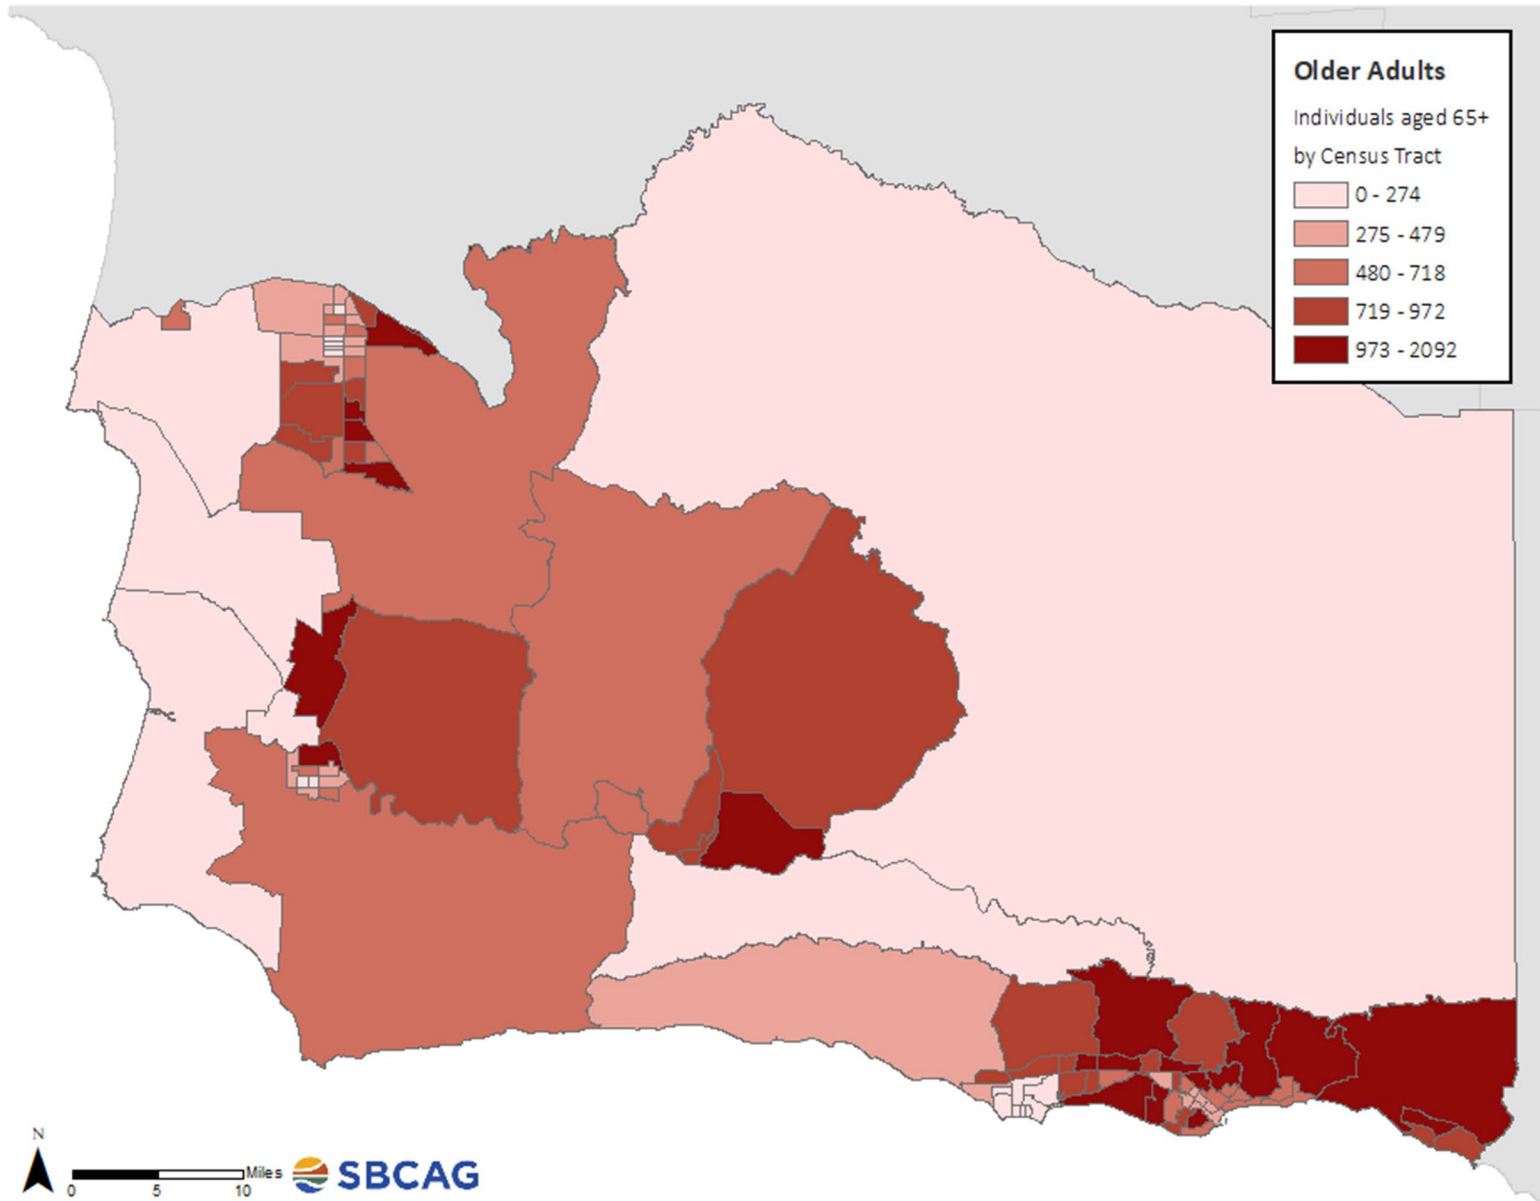 Older Adults
Individuals aged 65+
by Census Tract
0 - 274
275 - 479
480 - 718
719 - 972
973 - 2092
N
Miles
0 5 10
SBCAG